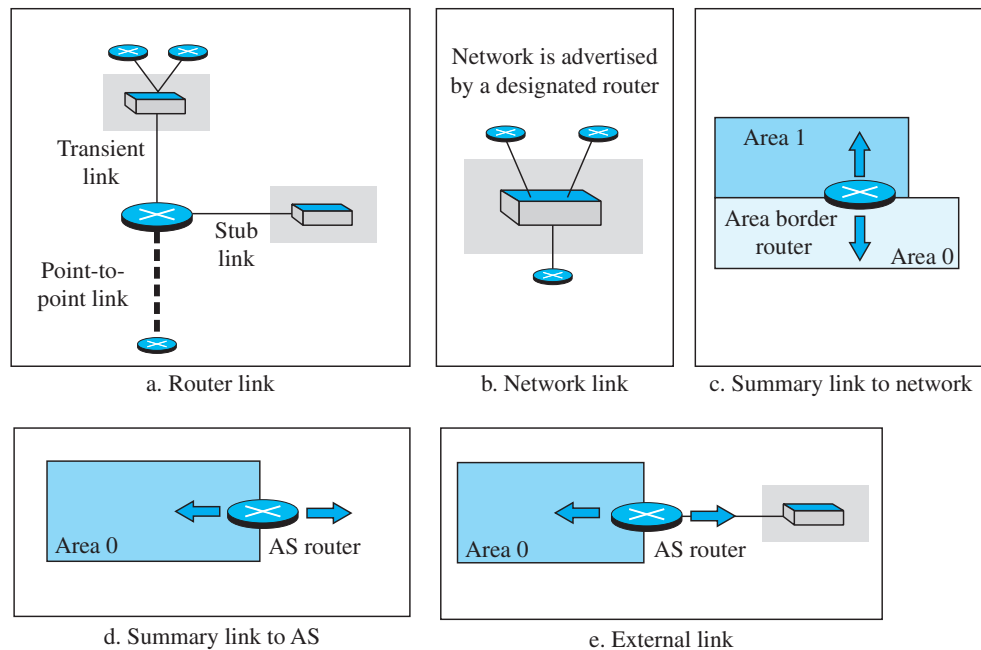 Transient
link
Stub
link
Point-to-
point link
a. Router link
Network is advertised
by a designated router
b. Network link
Area 1
Area border
router
Area 0
c. Summary link to network
Area 0
AS router
d. Summary link to AS
Area 0
AS router
e. External link